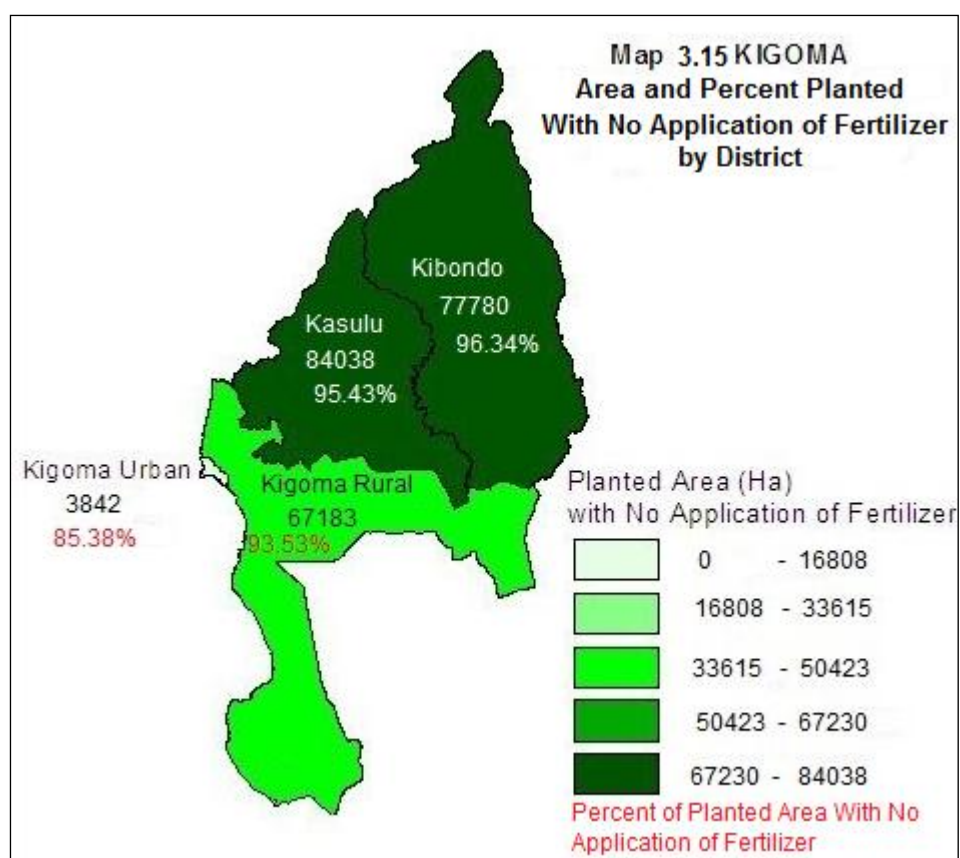 Map 3.15 KIGOMA
Area and Percent Planted
With No Application of Fertilizer
by District
Kibondo
77780
96.34%
Kasulu
84038
95.43%
Kigoma Urban
3842
85.38%
Kigoma Rural
67183
93.53%
Planted Area (Ha)
with No Application of Fertilizer
0 - 16808
16808 - 33615
33615 - 50423
50423 - 67230
67230 - 84038
Percent of Planted Area With No
Application of Fertilizer